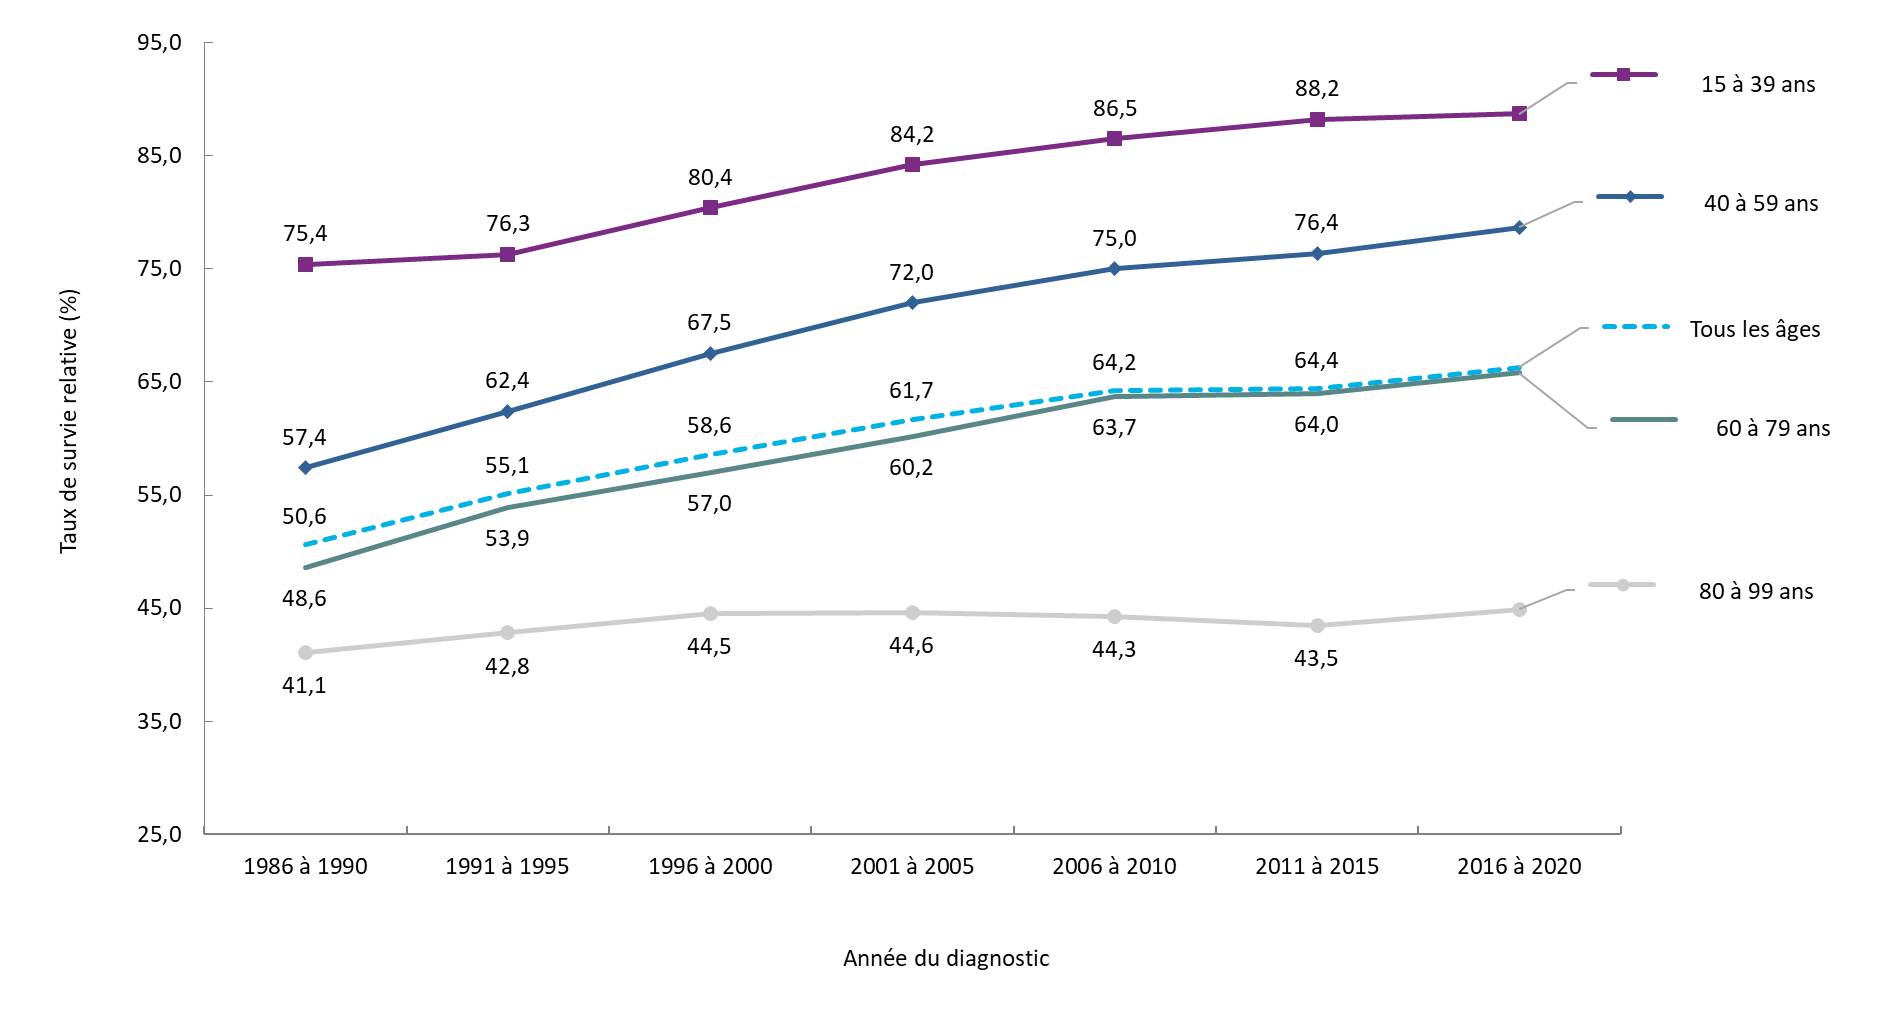 95,0
85,0
75,0
65,0
55,0
45,0
35,0
25,0
Taux de survie relative (%)
75,4
76,3
80,4
84,2
86,5
88,2
15 à 39 ans
57,4
62,4
67,5
72,0
75,0
76,4
40 à 59 ans
50,6
55,1
58,6
61,7
64,2
64,4
Tous les âges
48,6
53,9
57,0
60,2
63,7
64,0
60 à 79 ans
41,1
42,8
44,5
44,6
44,3
43,5
80 à 99 ans
1986 à 1990
1991 à 1995
1996 à 2000
2001 à 2005
2006 à 2010
2011 à 2015
2016 à 2020
Année du diagnostic